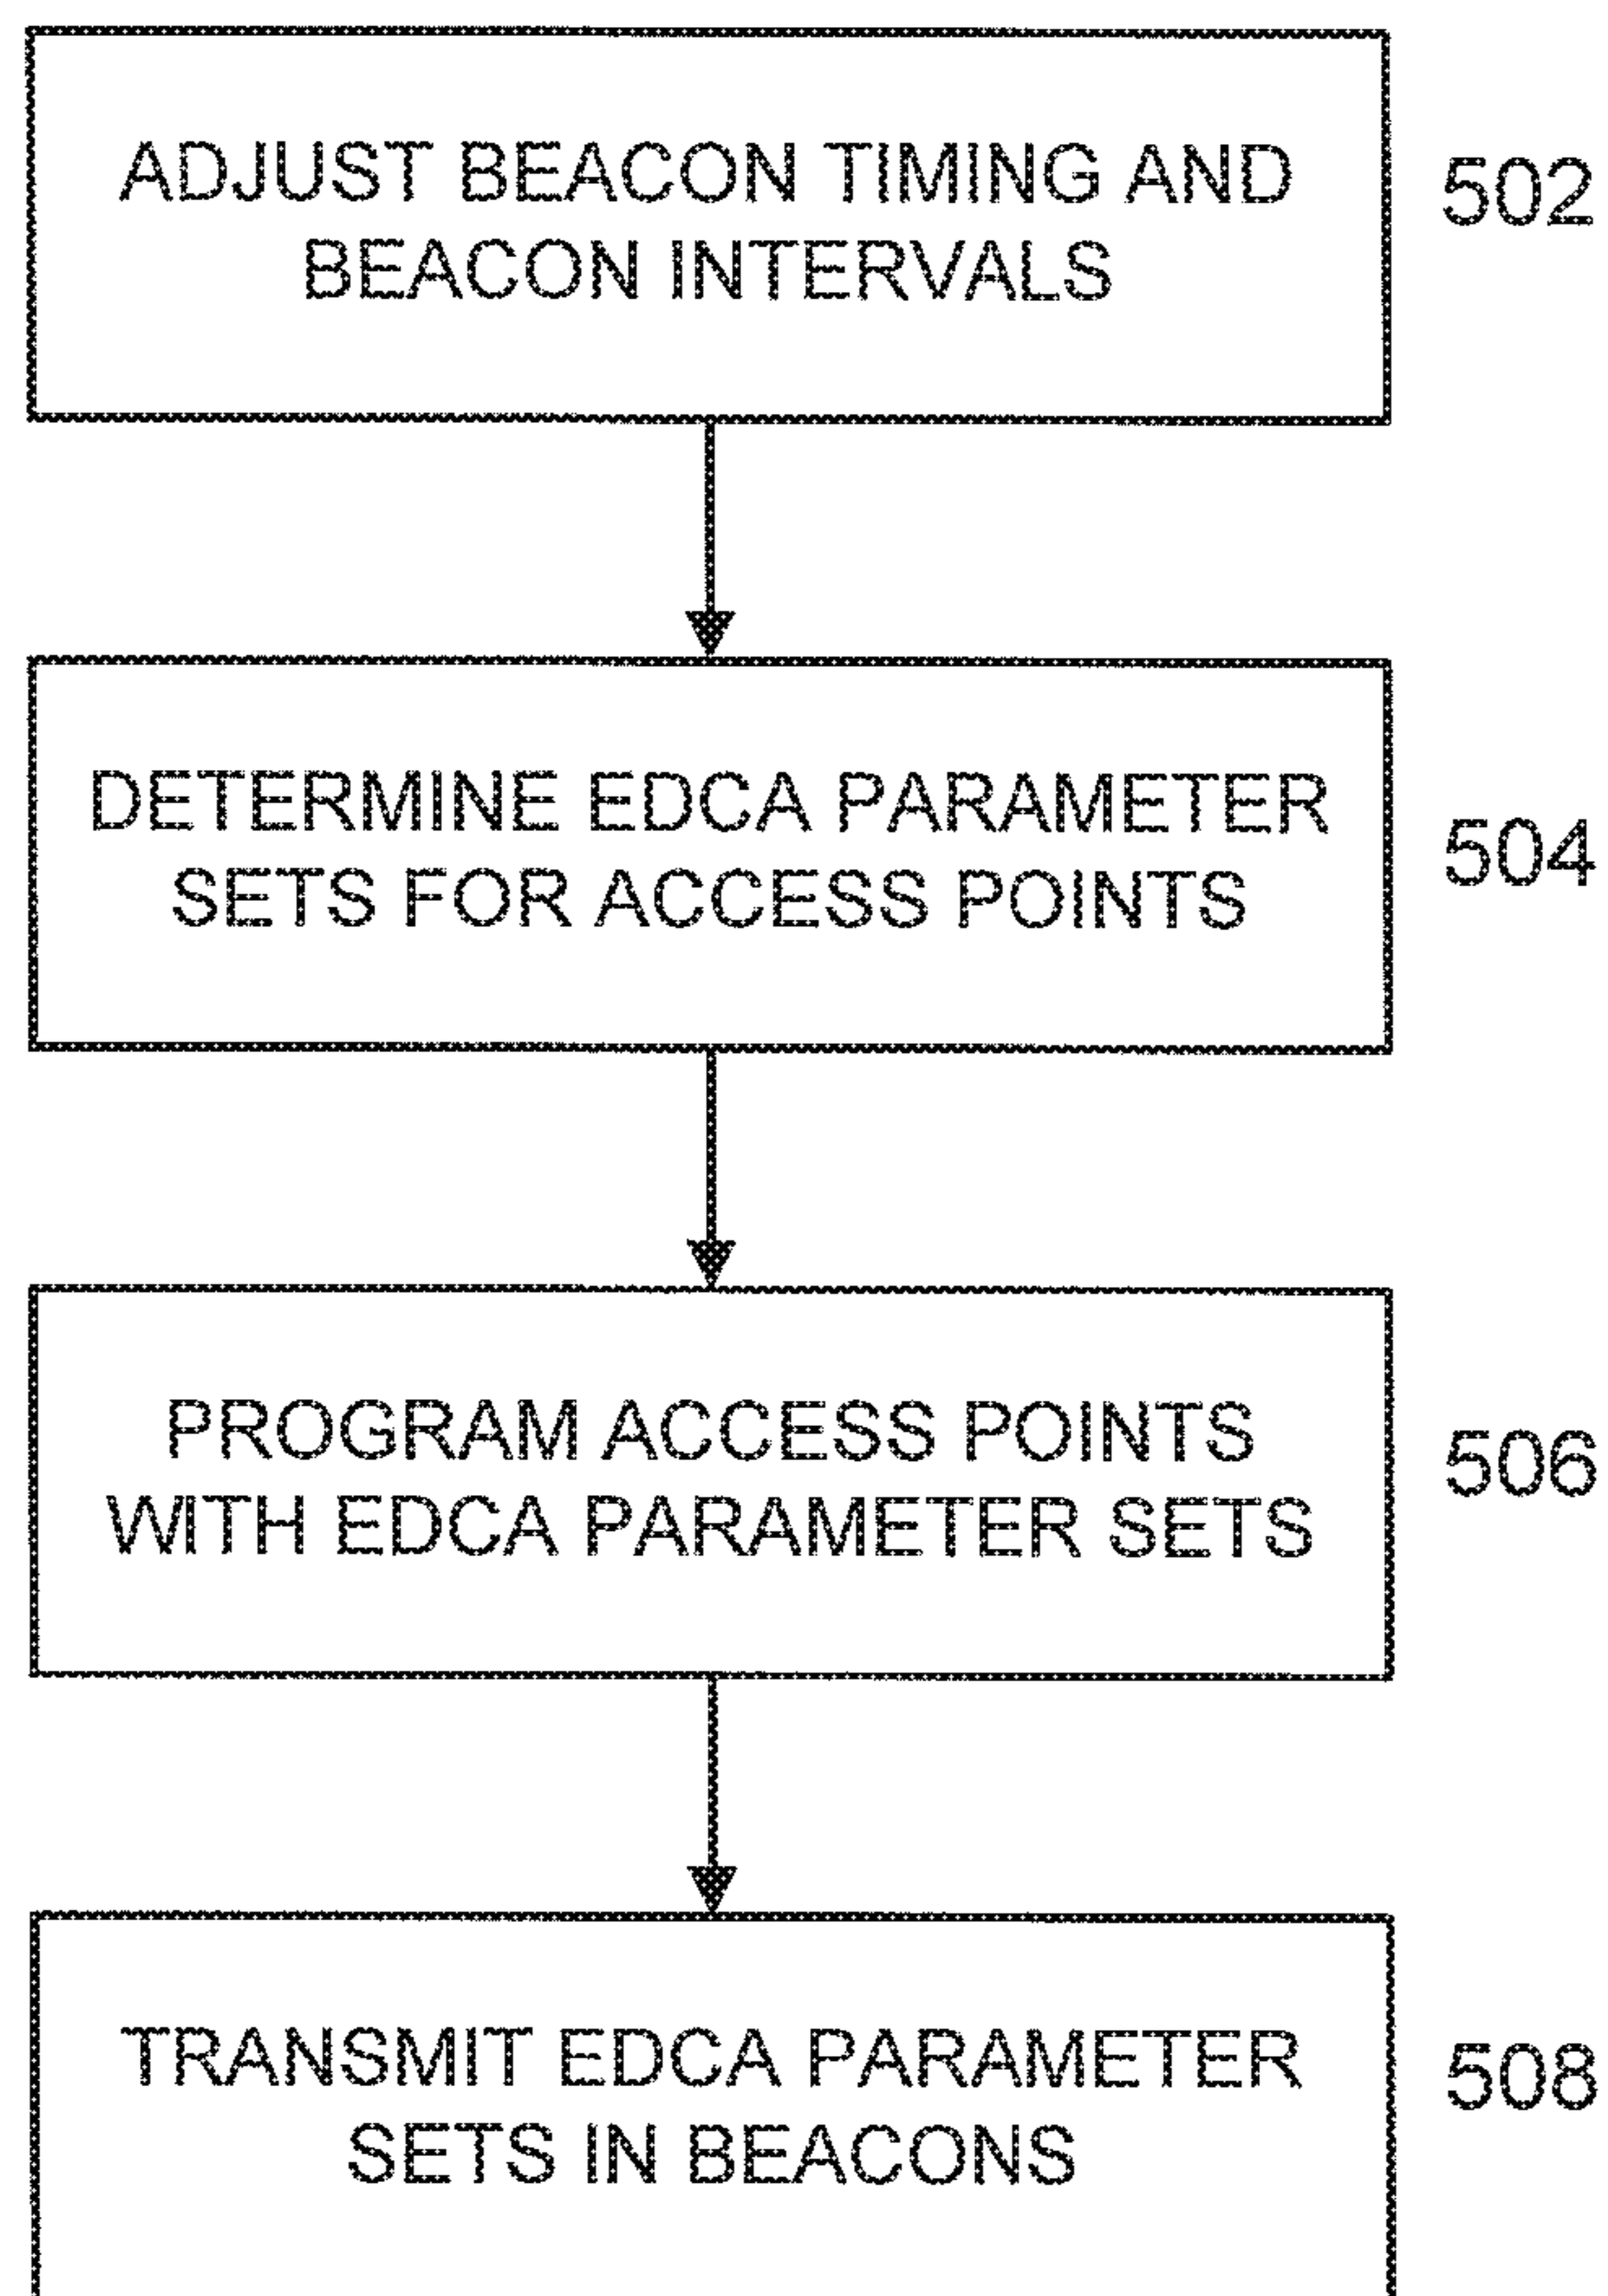 ADJUST BEACON TIMING AND
BEACON INTERVALS
502
DETERMINE EDCA PARAMETER
SETS FOR ACCESS POINTS
504
PROGRAM ACCESS POINTS
WITH EDCA PARAMETER SETS
506
TRANSMIT EDCA PARAMETER
SETS IN BEACONS
508